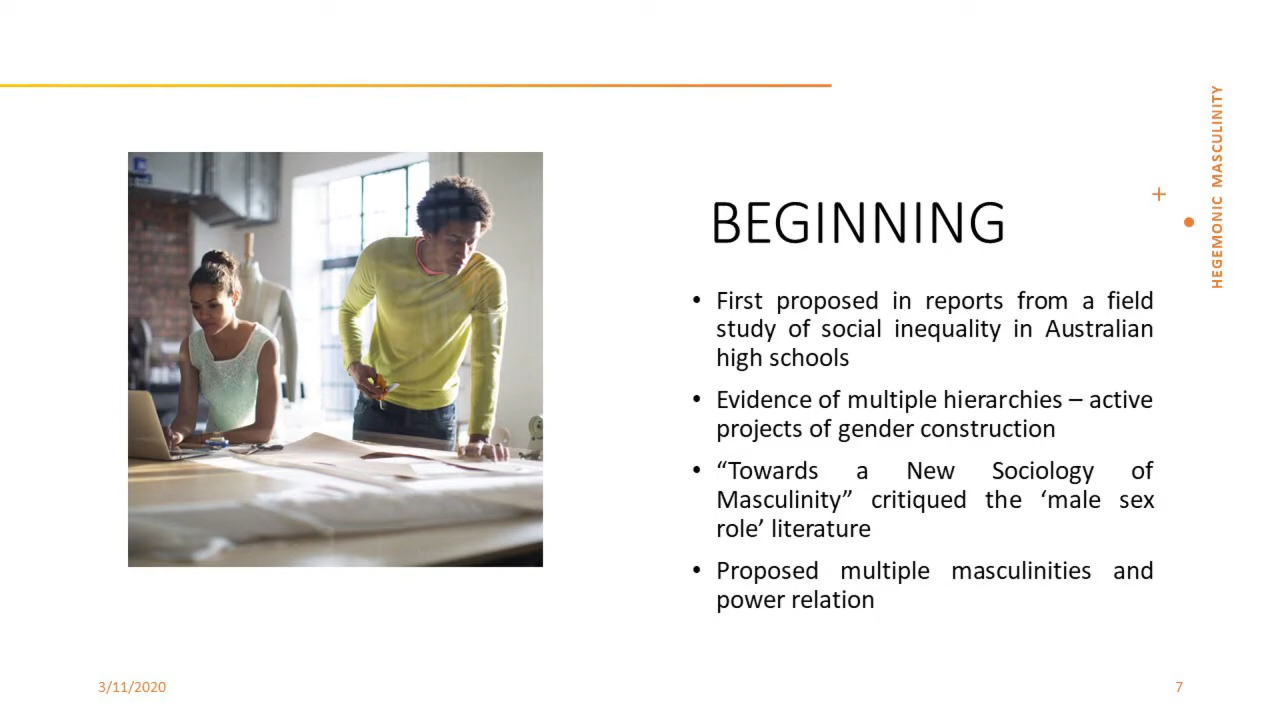 HEGEMONIC MASCULINITY
BEGINNING
• First proposed in reports from a field
study of social inequality in Australian
high schools
• Evidence of multiple hierarchies – active
projects of gender construction
• “Towards a New Sociology of
Masculinity” critiqued the ‘male sex
role’ literature
• Proposed multiple masculinities and
power relation
3/11/2020
7